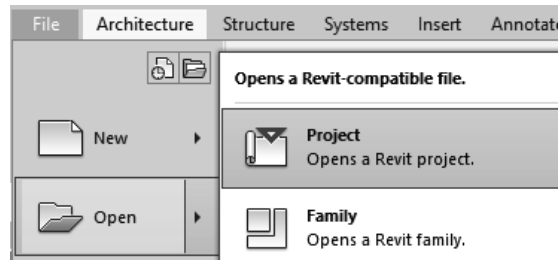 File Architecture Structure Systems Insert
Opens a Revit-compatible file.
New
Project
Opens a Revit project.
Open
Family
Opens a Revit family.